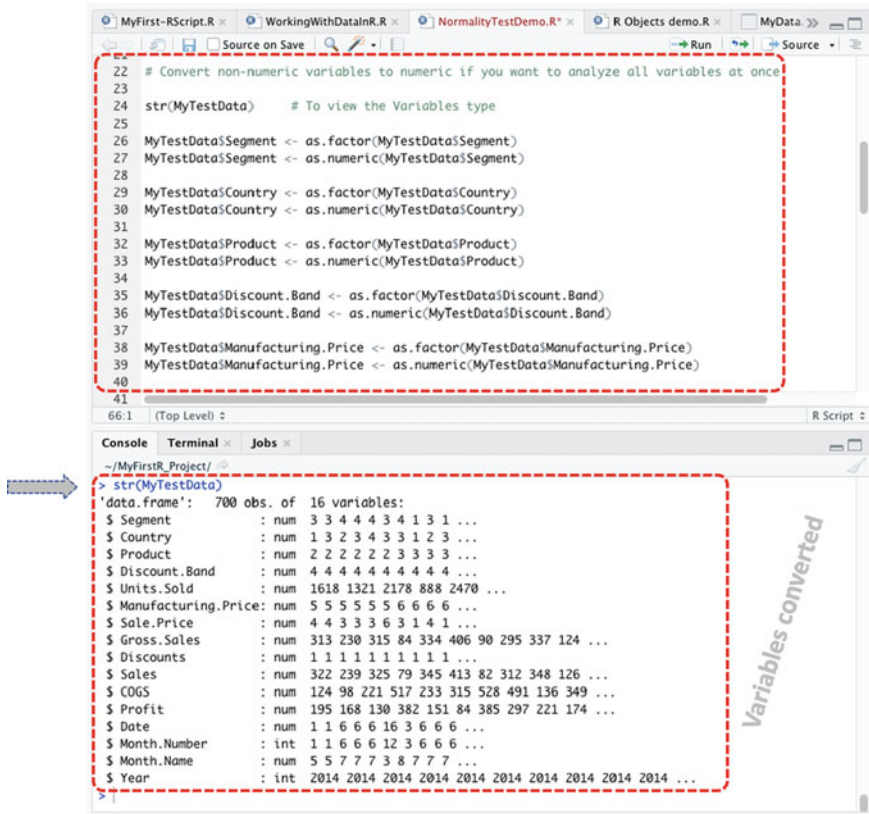 MyFirst-RScript.R × WorkingWithDataInR.R × NormalityTestDemo.R* × R Objects demo.R × MyData.
Source on Save Run Source
21
22 # Convert non-numeric variables to numeric if you want to analyze all variables at once
23
24 str(MyTestData) # To view the Variables type
25
26 MyTestData$Segment <- as.factor(MyTestData$Segment)
27 MyTestData$Segment <- as.numeric(MyTestData$Segment)
28
29 MyTestData$Country <- as.factor(MyTestData$Country)
30 MyTestData$Country <- as.numeric(MyTestData$Country)
31
32 MyTestData$Product <- as.factor(MyTestData$Product)
33 MyTestData$Product <- as.numeric(MyTestData$Product)
34
35 MyTestData$Discount.Band <- as.factor(MyTestData$Discount.Band)
36 MyTestData$Discount.Band <- as.numeric(MyTestData$Discount.Band)
37
38 MyTestData$Manufacturing.Price <- as.factor(MyTestData$Manufacturing.Price)
39 MyTestData$Manufacturing.Price <- as.numeric(MyTestData$Manufacturing.Price)
40
41
66:1 (Top Level) R Script
Console Terminal × Jobs ×
~/MyFirstR_Project/
> str(MyTestData)
'data.frame': 700 obs. of 16 variables:
$ Segment : num 3 3 4 4 4 3 4 1 3 1 ...
$ Country : num 1 3 2 3 4 3 3 1 2 3 ...
$ Product : num 2 2 2 2 2 2 3 3 3 3 ...
$ Discount.Band : num 4 4 4 4 4 4 4 4 4 4 ...
$ Units.Sold : num 1618 1321 2178 888 2470 ...
$ Manufacturing.Price: num 5 5 5 5 5 5 6 6 6 6 ...
$ Sale.Price : num 4 4 3 3 3 6 3 1 4 1 ...
$ Gross.Sales : num 313 230 315 84 334 406 90 295 337 124 ...
$ Discounts : num 1 1 1 1 1 1 1 1 1 1 ...
$ Sales : num 322 239 325 79 345 413 82 312 348 126 ...
$ COGS : num 124 98 221 517 233 315 528 491 136 349 ...
$ Profit : num 195 168 130 382 151 84 385 297 221 174 ...
$ Date : num 1 1 6 6 6 16 3 6 6 6 ...
$ Month.Number : int 1 1 6 6 6 12 3 6 6 6 ...
$ Month.Name : num 5 5 7 7 7 3 8 7 7 7 ...
$ Year : int 2014 2014 2014 2014 2014 2014 2014 2014 2014 2014 ...
>
Variables converted